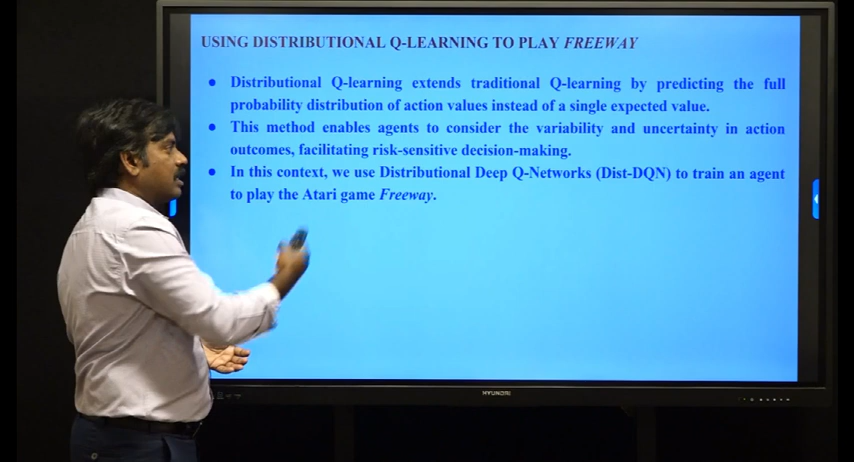 USING DISTRIBUTIONAL Q-LEARNING TO PLAY FREEWAY
● Distributional Q-learning extends traditional Q-learning by predicting the full
probability distribution of action values instead of a single expected value.
● This method enables agents to consider the variability and uncertainty in action
outcomes, facilitating risk-sensitive decision-making.
● In this context, we use Distributional Deep Q-Networks (Dist-DQN) to train an agent
to play the Atari game Freeway.
HYUNDAI